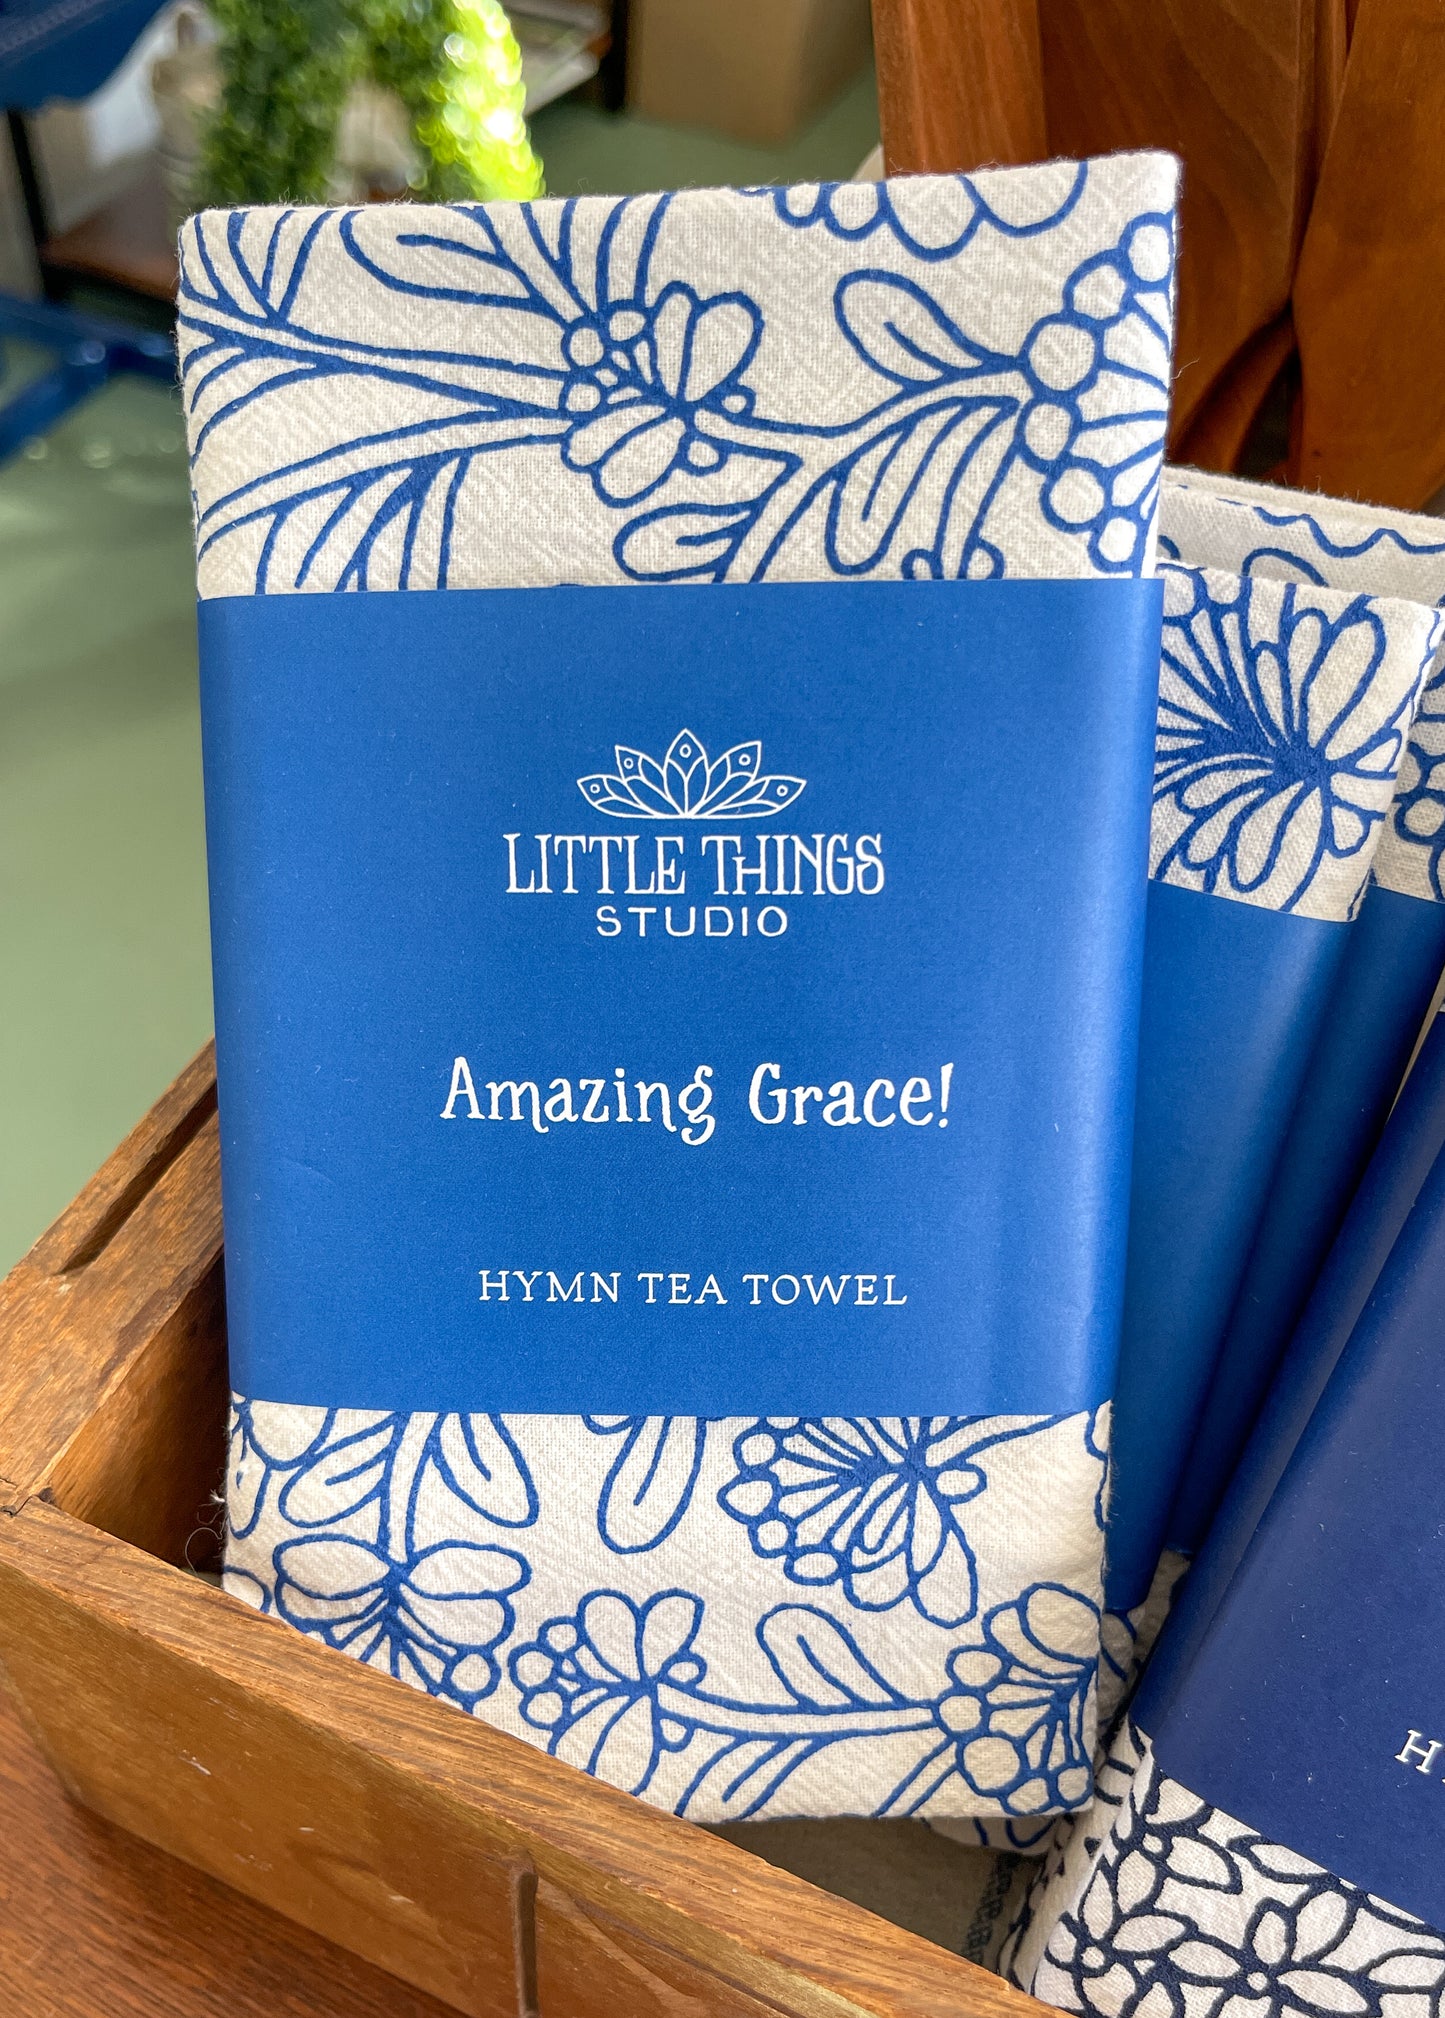 LITTLE THINGS
STUDIO
Amazing Grace!
HYMN TEA TOWEL